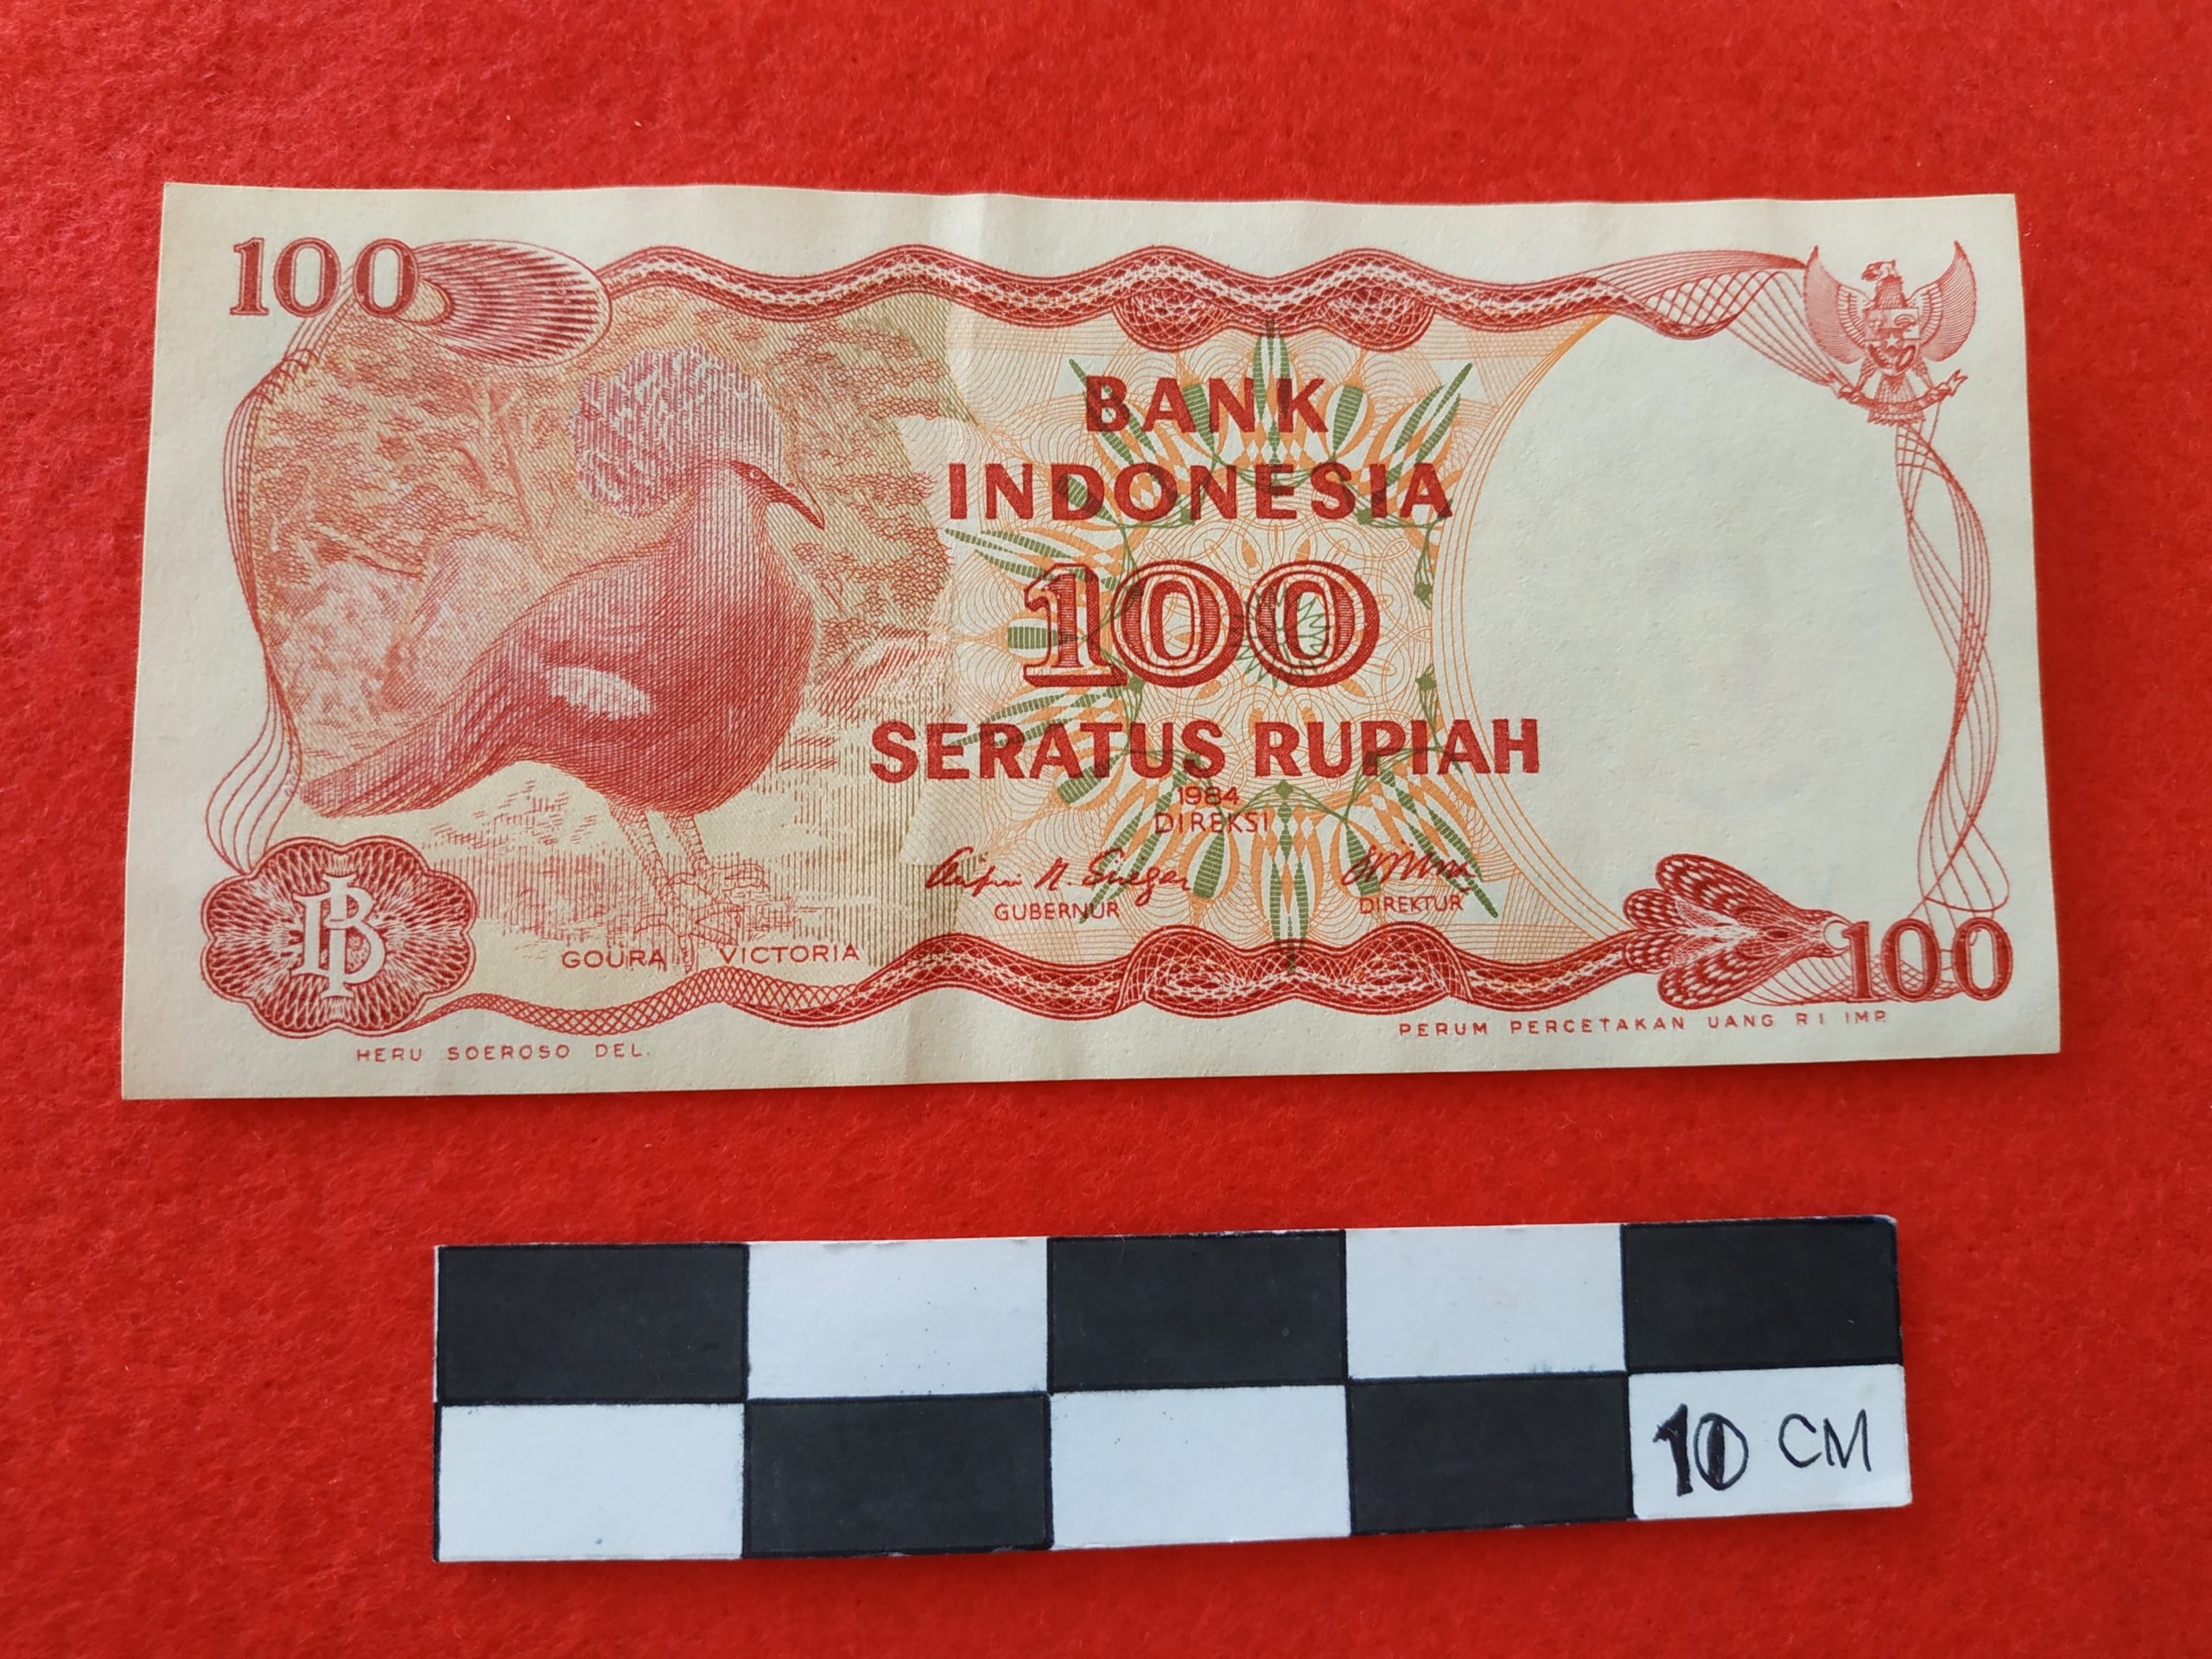 100
BANK
INDONESIA
100
SERATUS RUPIAH
1984
DIREKSI
GUBERNUR
DIREKTUR
GOURA VICTORIA
100
HERU SOEROSO DEL.
PERUM PERCETAKAN UANG RI IMP.
10 CM